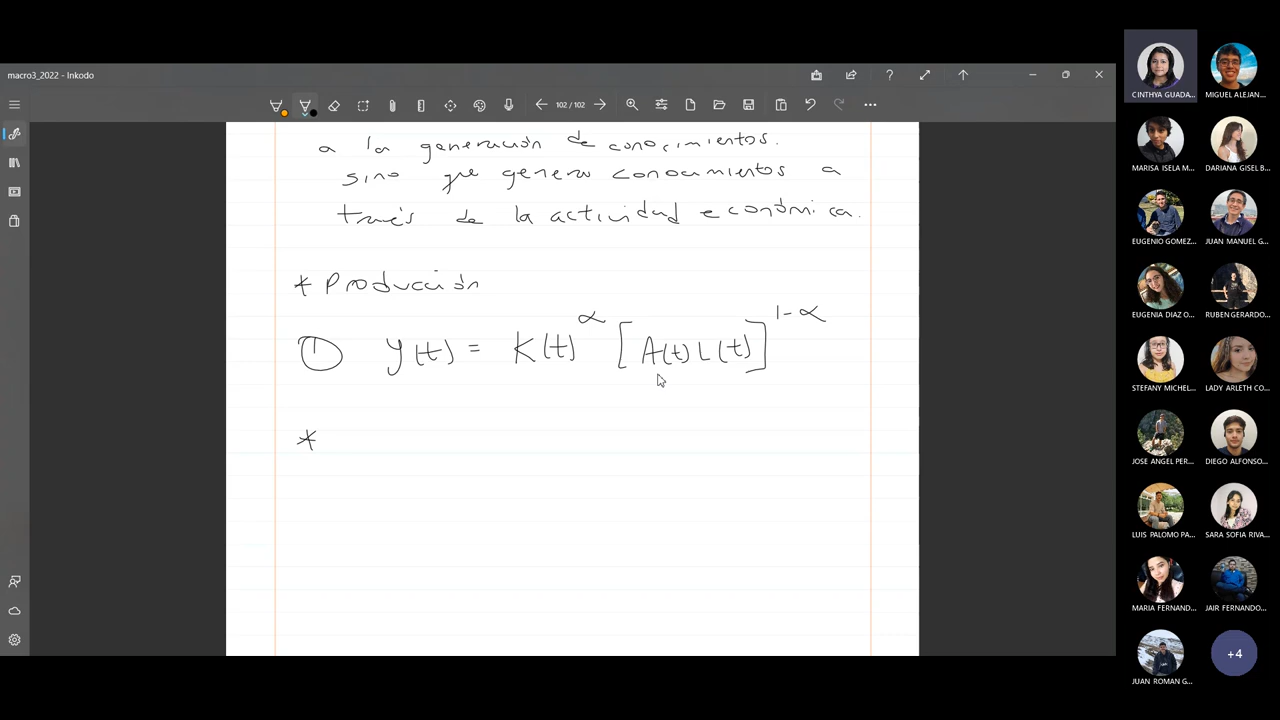 macro3_2022 - Inkodo
102 / 102
a la generación de conocimientos.
sino que genero conocimientos a
través de la actividad económica.
* Producción
① Y(t) = K(t)^α [A(t)L(t)]^1-α
*
CINTHYA GUADA...
MIGUEL ALEJAN...
MARISA ISELA M...
DARIANA GISEL B...
EUGENIO GOMEZ...
JUAN MANUEL G...
EUGENIA DIAZ O...
RUBEN GERARDO...
STEFANY MICHEL...
LADY ARLETH CO...
JOSE ANGEL PER...
DIEGO ALFONSO...
LUIS PALOMO PA...
SARA SOFIA RIVA...
MARIA FERNAND...
JAIR FERNANDO...
JUAN ROMAN G...
+4